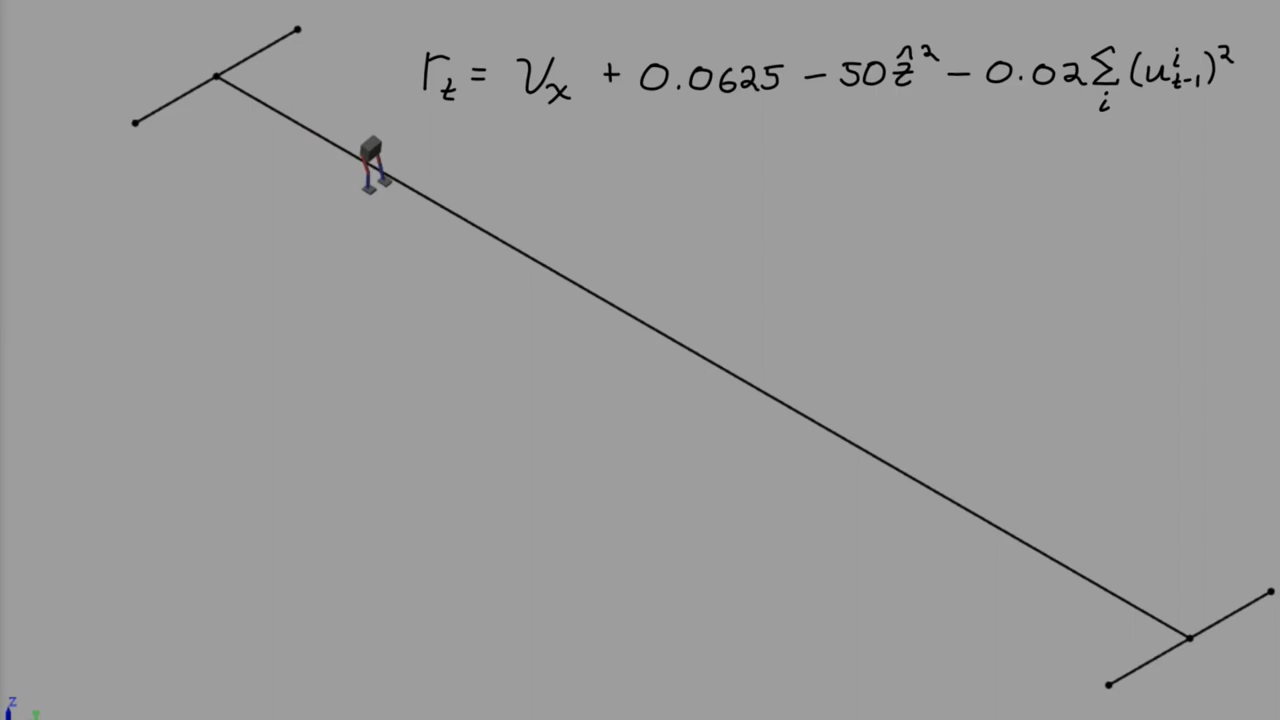 r_t = v_x + 0.0625 - 50ẑ² - 0.02 Σ_i (u^i_{t-1})²
z